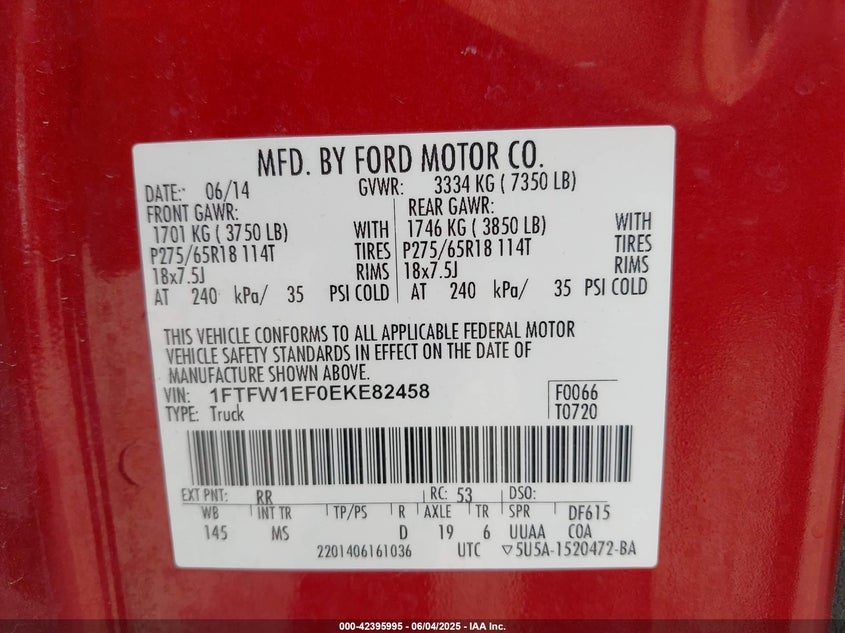 MFD. BY FORD MOTOR CO.
DATE: 06/14 GVWR: 3334 KG ( 7350 LB)
FRONT GAWR: REAR GAWR:
1701 KG ( 3750 LB) WITH 1746 KG ( 3850 LB) WITH
P275/65R18 114T TIRES P275/65R18 114T TIRES
18x7.5J RIMS 18x7.5J RIMS
AT 240 kPa/ 35 PSI COLD AT 240 kPa/ 35 PSI COLD
THIS VEHICLE CONFORMS TO ALL APPLICABLE FEDERAL MOTOR
VEHICLE SAFETY STANDARDS IN EFFECT ON THE DATE OF
MANUFACTURE SHOWN ABOVE.
VIN: 1FTFW1EF0EKE82458 F0066
TYPE: Truck T0720
EXT PNT: RR RC: 53 DSO:
WB INT TR TP/PS R AXLE TR SPR DF615
145 MS D 19 6 UUAA COA
2201406161036 UTC ▽5U5A-1520472-BA
000-42395995 - 06/04/2025 - IAA Inc.